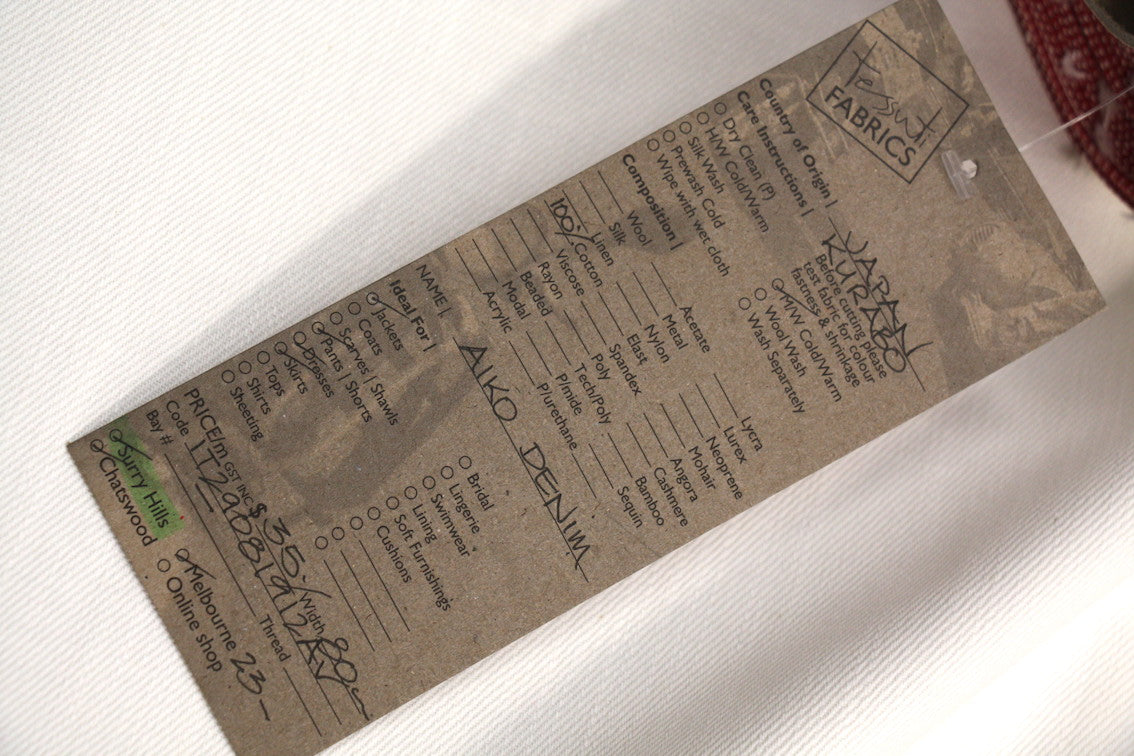 tessuti
FABRICS
Country of Origin | JAPAN
KURABO
Care Instructions | Before cutting please
test fabric for colour
fastness & shrinkage
Dry Clean (P)
H/W Cold/Warm
Silk Wash
Prewash Cold
Wipe with wet cloth
M/W Cold/Warm
Wool Wash
Wash Separately
Composition |
Wool
Silk
Linen
100% Cotton
Viscose
Rayon
Beaded
Modal
Acrylic
Acetate
Metal
Nylon
Elast
Spandex
Poly
Tech/Poly
P/mide
P/urethane
Lycra
Lurex
Neoprene
Mohair
Angora
Cashmere
Bamboo
Sequin
NAME | AIKO DENIM
Ideal For |
Jackets
Coats
Scarves | Shawls
Pants | Shorts
Dresses
Skirts
Tops
Shirts
Sheeting
Bridal
Lingerie
Swimwear
Lining
Soft Furnishings
Cushions
PRICE/m GST INC $35.- Width
Code
Bay # Thread
Surry Hills
Chatswood
Melbourne 23-
Online shop